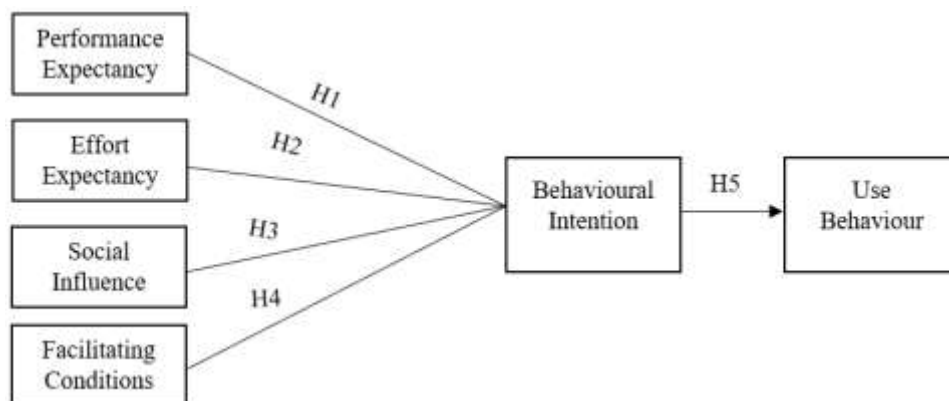 Performance
Expectancy
H1
Effort
Expectancy
H2
Behavioural
Intention
H5
Use
Behaviour
Social
Influence
H3
H4
Facilitating
Conditions